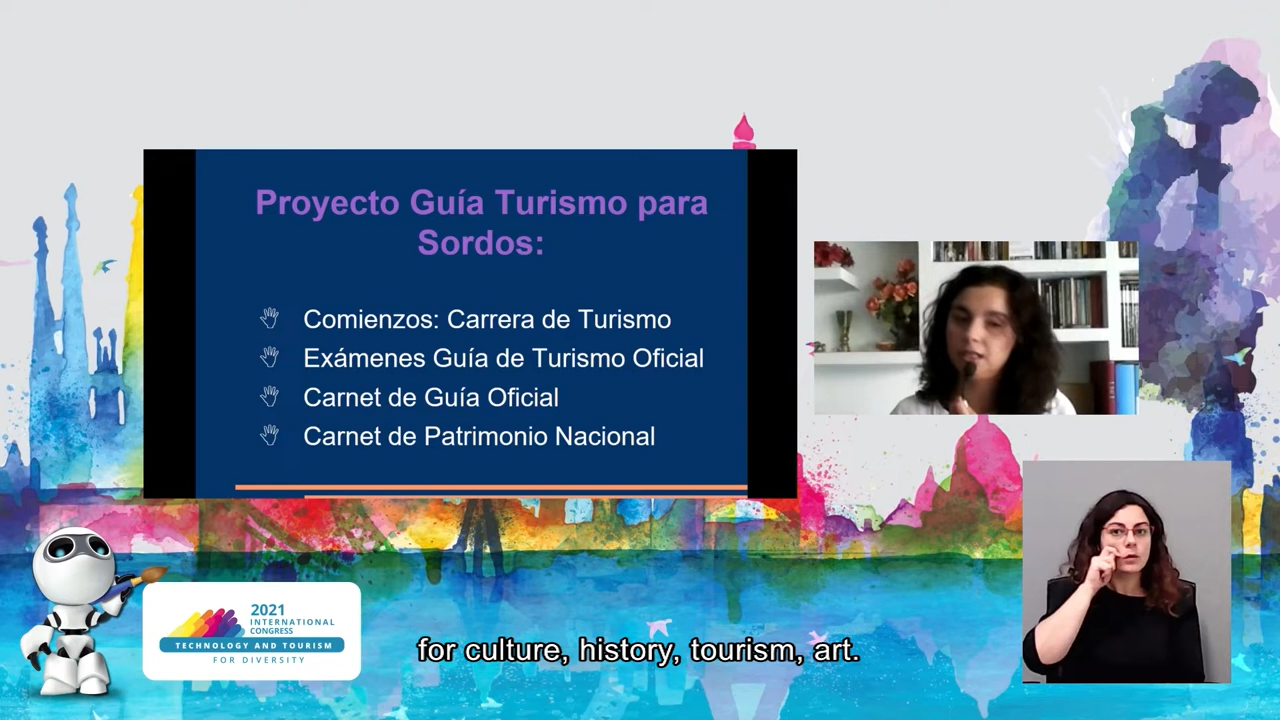 Proyecto Guía Turismo para
Sordos:
Comienzos: Carrera de Turismo
Exámenes Guía de Turismo Oficial
Carnet de Guía Oficial
Carnet de Patrimonio Nacional
2021
INTERNATIONAL
CONGRESS
TECHNOLOGY AND TOURISM
FOR DIVERSITY
for culture, history, tourism, art.